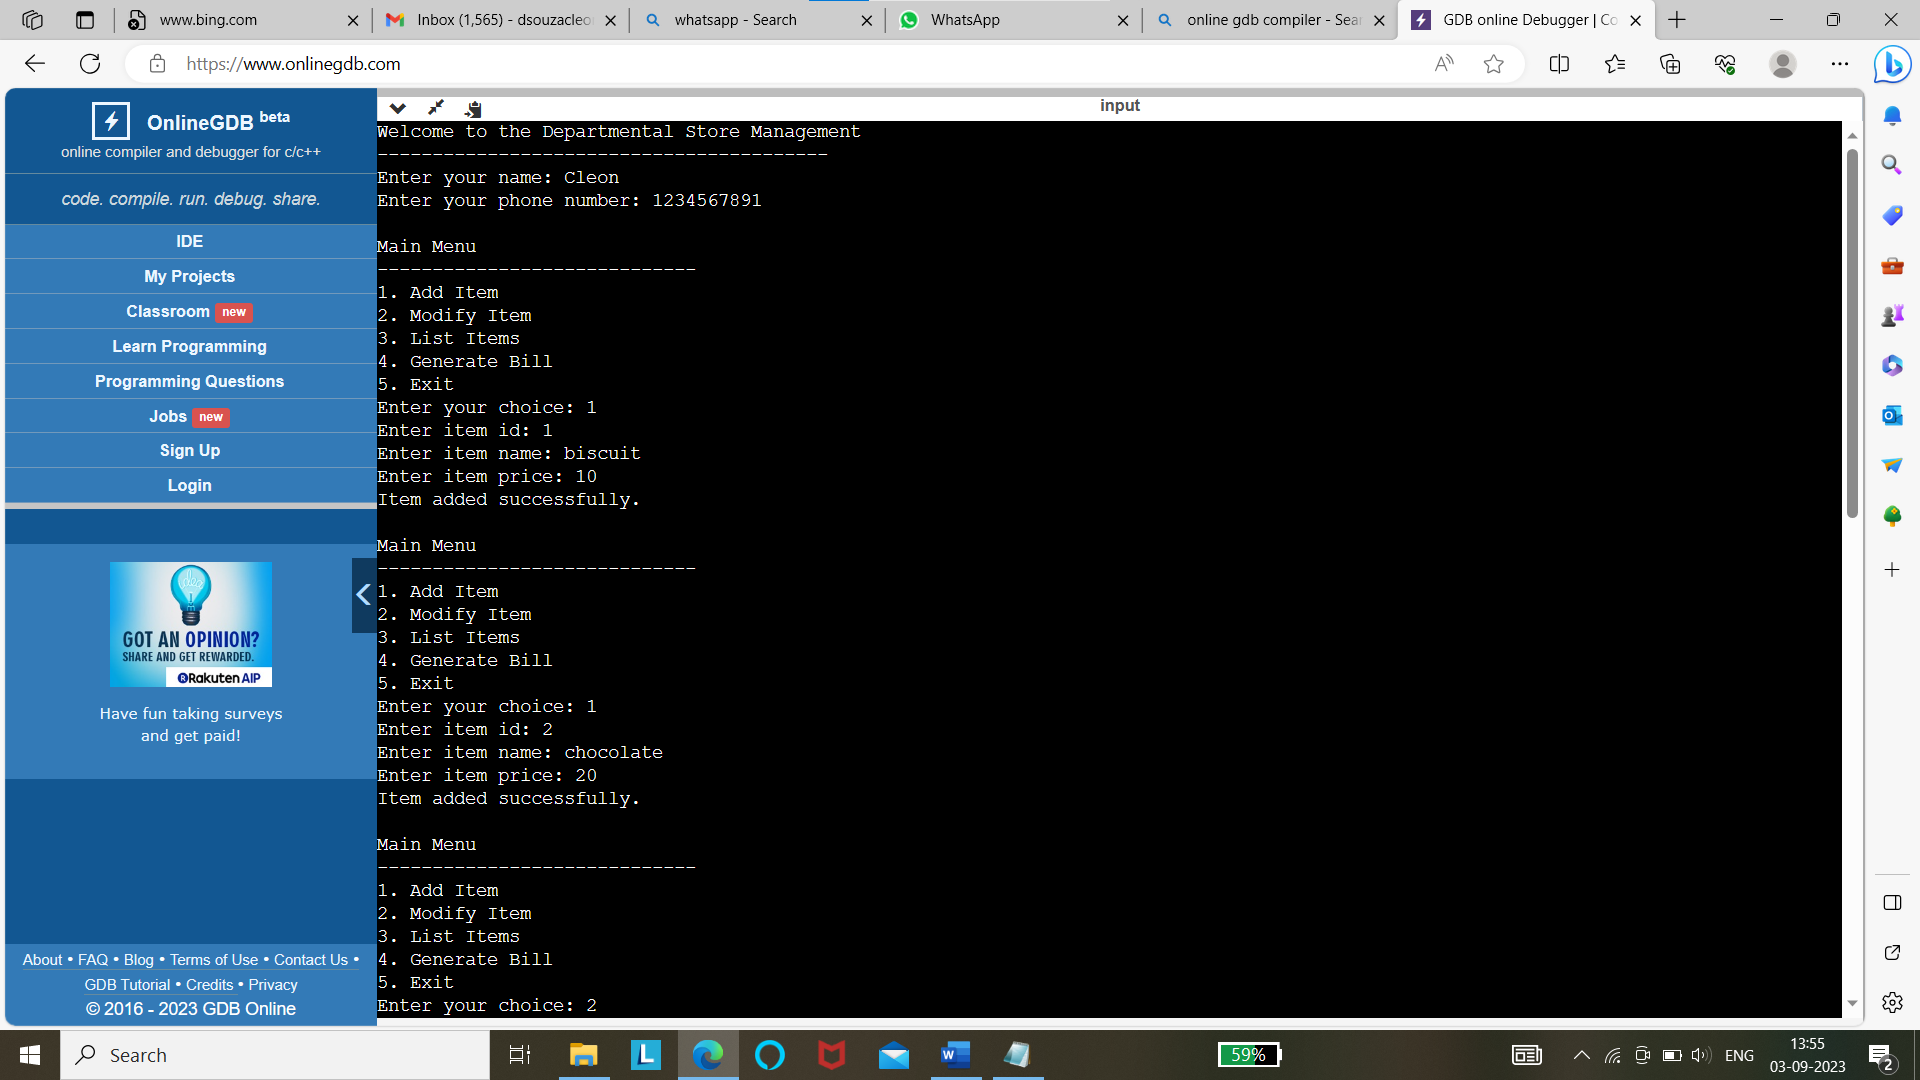 www.bing.com
Inbox (1,565) - dsouzacleo
whatsapp - Search
WhatsApp
online gdb compiler - Sea
GDB online Debugger | Co
https://www.onlinegdb.com
OnlineGDB beta
online compiler and debugger for c/c++
code. compile. run. debug. share.
IDE
My Projects
Classroom new
Learn Programming
Programming Questions
Jobs new
Sign Up
Login
GOT AN OPINION?
SHARE AND GET REWARDED.
Rakuten AIP
Have fun taking surveys
and get paid!
About • FAQ • Blog • Terms of Use • Contact Us •
GDB Tutorial • Credits • Privacy
© 2016 - 2023 GDB Online
input
Welcome to the Departmental Store Management
-----------------------------------------
Enter your name: Cleon
Enter your phone number: 1234567891
Main Menu
-----------------------------
1. Add Item
2. Modify Item
3. List Items
4. Generate Bill
5. Exit
Enter your choice: 1
Enter item id: 1
Enter item name: biscuit
Enter item price: 10
Item added successfully.
Main Menu
-----------------------------
1. Add Item
2. Modify Item
3. List Items
4. Generate Bill
5. Exit
Enter your choice: 1
Enter item id: 2
Enter item name: chocolate
Enter item price: 20
Item added successfully.
Main Menu
-----------------------------
1. Add Item
2. Modify Item
3. List Items
4. Generate Bill
5. Exit
Enter your choice: 2
Search
59%
ENG
13:55
03-09-2023
2